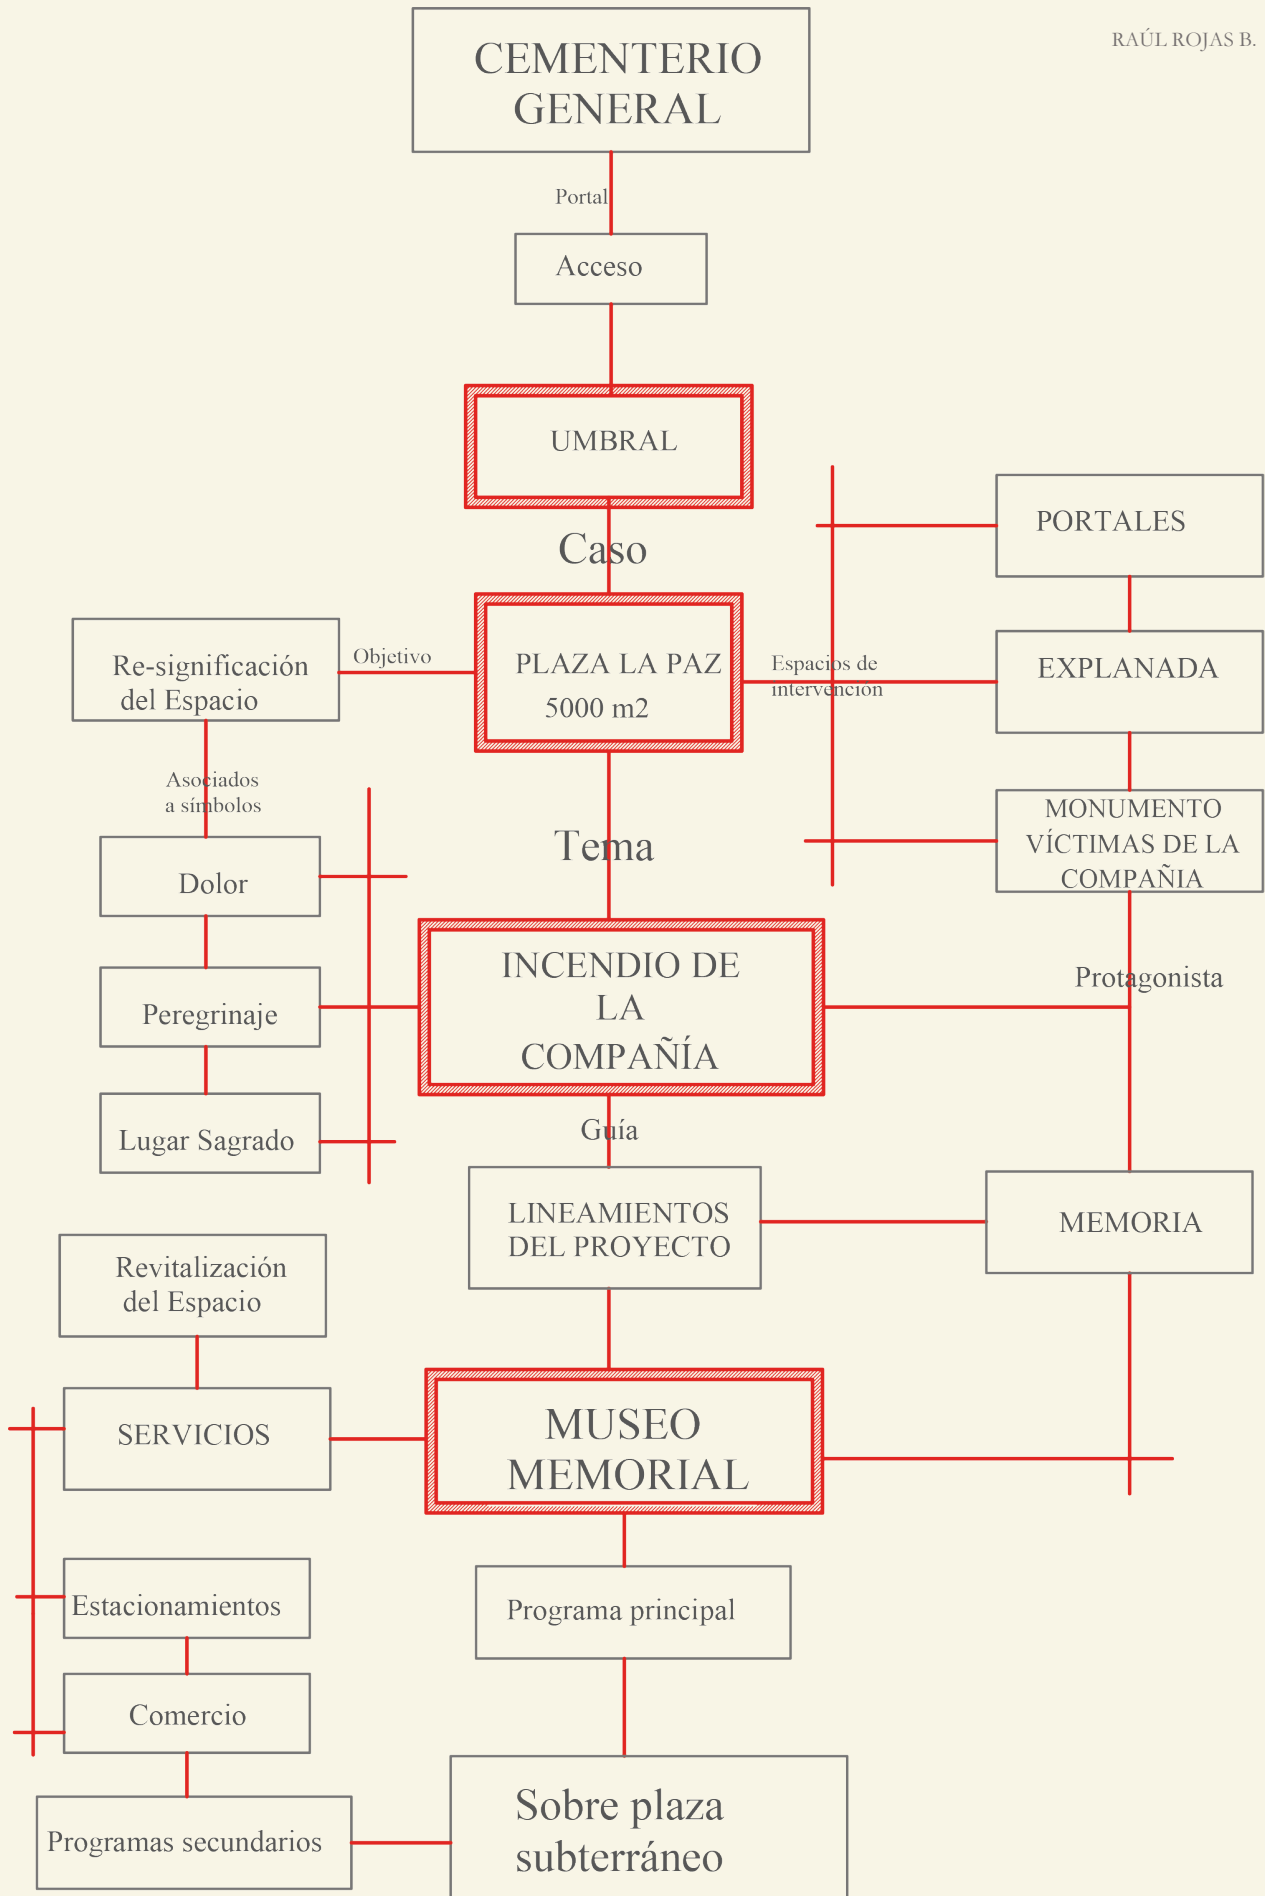 RAÚL ROJAS B.
CEMENTERIO
GENERAL
Portal
Acceso
UMBRAL
Caso
PORTALES
Re-significación
del Espacio
Objetivo
PLAZA LA PAZ
5000 m2
Espacios de
intervención
EXPLANADA
Asociados
a símbolos
MONUMENTO
VÍCTIMAS DE LA
COMPAÑIA
Tema
Dolor
INCENDIO DE
LA
COMPAÑÍA
Protagonista
Peregrinaje
Lugar Sagrado
Guía
LINEAMIENTOS
DEL PROYECTO
MEMORIA
Revitalización
del Espacio
SERVICIOS
MUSEO
MEMORIAL
Estacionamientos
Programa principal
Comercio
Programas secundarios
Sobre plaza
subterráneo